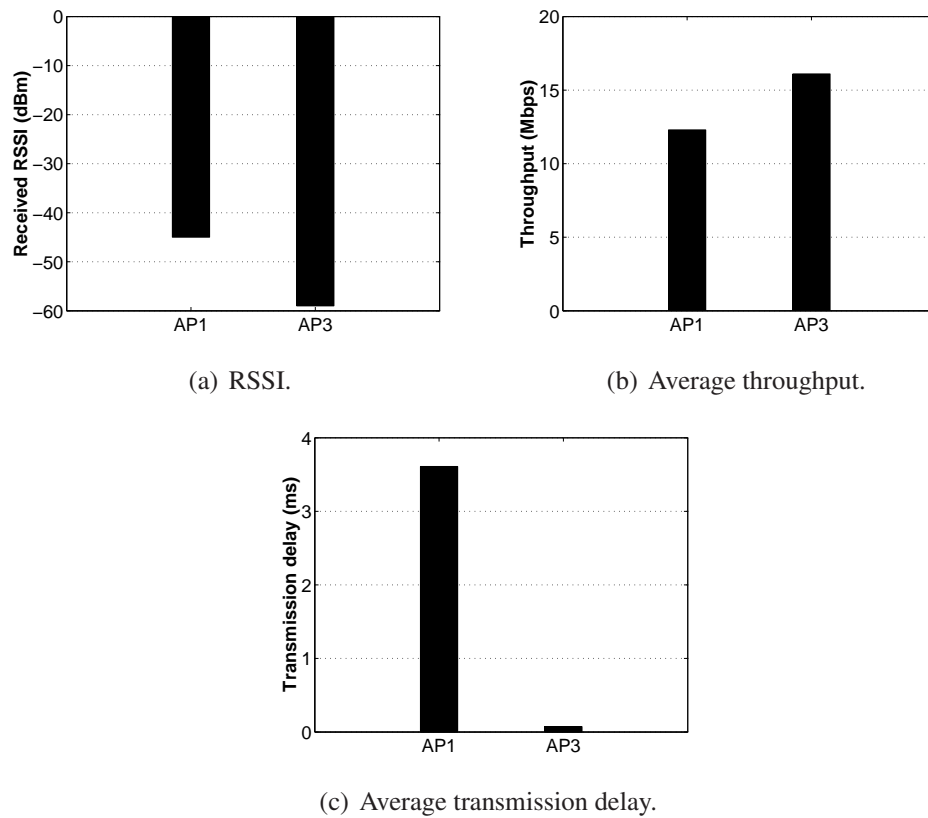 0
−10
−20
−30
−40
−50
−60
Received RSSI (dBm)
AP1 AP3
(a) RSSI.
20
15
10
5
0
Throughput (Mbps)
AP1 AP3
(b) Average throughput.
4
3
2
1
0
Transmission delay (ms)
AP1 AP3
(c) Average transmission delay.